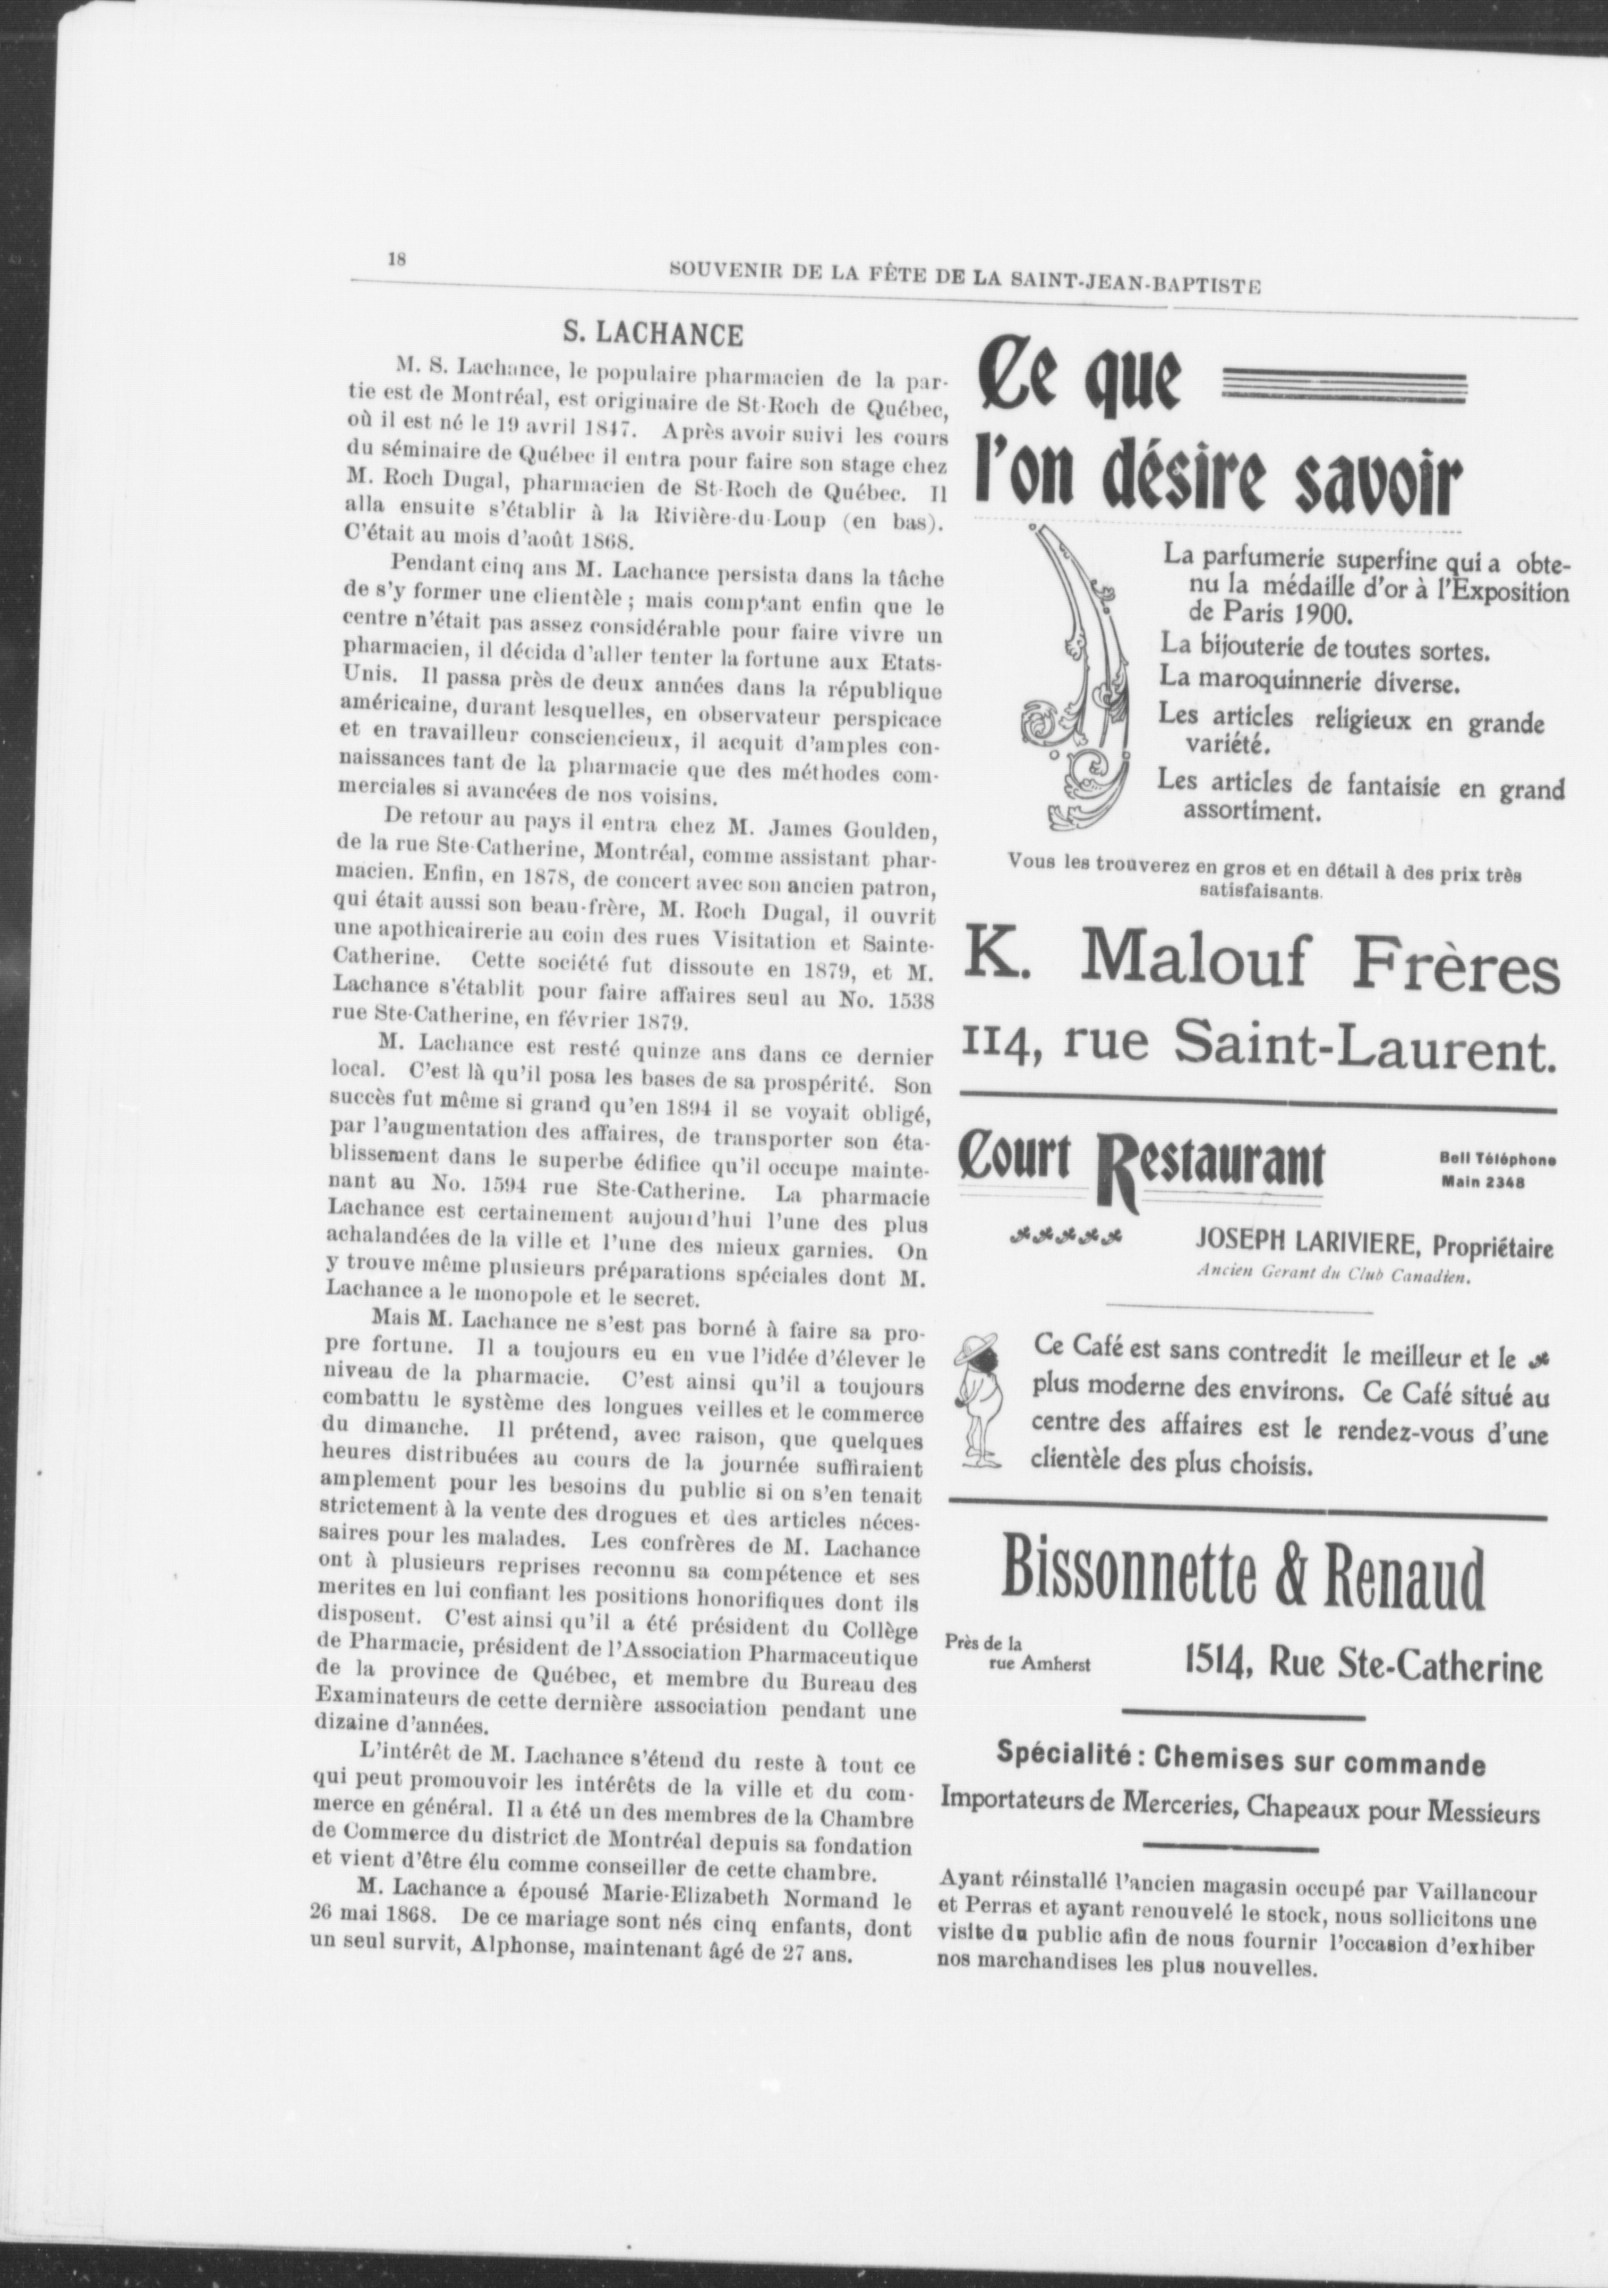 18
SOUVENIR DE LA FÊTE DE LA SAINT-JEAN-BAPTISTE
S. LACHANCE
M. S. Lachance, le populaire pharmacien de la par-
tie est de Montréal, est originaire de St-Roch de Québec,
où il est né le 19 avril 1847. Après avoir suivi les cours
du séminaire de Québec il entra pour faire son stage chez
M. Roch Dugal, pharmacien de St-Roch de Québec. Il
alla ensuite s'établir à la Rivière-du-Loup (en bas).
C'était au mois d'août 1868.
Pendant cinq ans M. Lachance persista dans la tâche
de s'y former une clientèle ; mais comptant enfin que le
centre n'était pas assez considérable pour faire vivre un
pharmacien, il décida d'aller tenter la fortune aux Etats-
Unis. Il passa près de deux années dans la république
américaine, durant lesquelles, en observateur perspicace
et en travailleur consciencieux, il acquit d'amples con-
naissances tant de la pharmacie que des méthodes com-
merciales si avancées de nos voisins.
De retour au pays il entra chez M. James Goulden,
de la rue Ste-Catherine, Montréal, comme assistant phar-
macien. Enfin, en 1878, de concert avec son ancien patron,
qui était aussi son beau-frère, M. Roch Dugal, il ouvrit
une apothicairerie au coin des rues Visitation et Sainte-
Catherine. Cette société fut dissoute en 1879, et M.
Lachance s'établit pour faire affaires seul au No. 1538
rue Ste-Catherine, en février 1879.
M. Lachance est resté quinze ans dans ce dernier
local. C'est là qu'il posa les bases de sa prospérité. Son
succès fut même si grand qu'en 1894 il se voyait obligé,
par l'augmentation des affaires, de transporter son éta-
blissement dans le superbe édifice qu'il occupe mainte-
nant au No. 1594 rue Ste-Catherine. La pharmacie
Lachance est certainement aujourd'hui l'une des plus
achalandées de la ville et l'une des mieux garnies. On
y trouve même plusieurs préparations spéciales dont M.
Lachance a le monopole et le secret.
Mais M. Lachance ne s'est pas borné à faire sa pro-
pre fortune. Il a toujours eu en vue l'idée d'élever le
niveau de la pharmacie. C'est ainsi qu'il a toujours
combattu le système des longues veilles et le commerce
du dimanche. Il prétend, avec raison, que quelques
heures distribuées au cours de la journée suffiraient
amplement pour les besoins du public si on s'en tenait
strictement à la vente des drogues et des articles néces-
saires pour les malades. Les confrères de M. Lachance
ont à plusieurs reprises reconnu sa compétence et ses
merites en lui confiant les positions honorifiques dont ils
disposent. C'est ainsi qu'il a été président du Collège
de Pharmacie, président de l'Association Pharmaceutique
de la province de Québec, et membre du Bureau des
Examinateurs de cette dernière association pendant une
dizaine d'années.
L'intérêt de M. Lachance s'étend du reste à tout ce
qui peut promouvoir les intérêts de la ville et du com-
merce en général. Il a été un des membres de la Chambre
de Commerce du district de Montréal depuis sa fondation
et vient d'être élu comme conseiller de cette chambre.
M. Lachance a épousé Marie-Elizabeth Normand le
26 mai 1868. De ce mariage sont nés cinq enfants, dont
un seul survit, Alphonse, maintenant âgé de 27 ans.
Ce que
l'on désire savoir
La parfumerie superfine qui a obte-
nu la médaille d'or à l'Exposition
de Paris 1900.
La bijouterie de toutes sortes.
La maroquinnerie diverse.
Les articles religieux en grande
variété.
Les articles de fantaisie en grand
assortiment.
Vous les trouverez en gros et en détail à des prix très
satisfaisants.
K. Malouf Frères
114, rue Saint-Laurent.
Court Restaurant
Bell Téléphone
Main 2348
JOSEPH LARIVIERE, Propriétaire
Ancien Gerant du Club Canadien.
Ce Café est sans contredit le meilleur et le
plus moderne des environs. Ce Café situé au
centre des affaires est le rendez-vous d'une
clientèle des plus choisis.
Bissonnette & Renaud
Près de la
rue Amherst
1514, Rue Ste-Catherine
Spécialité : Chemises sur commande
Importateurs de Merceries, Chapeaux pour Messieurs
Ayant réinstallé l'ancien magasin occupé par Vaillancour
et Perras et ayant renouvelé le stock, nous sollicitons une
visite du public afin de nous fournir l'occasion d'exhiber
nos marchandises les plus nouvelles.